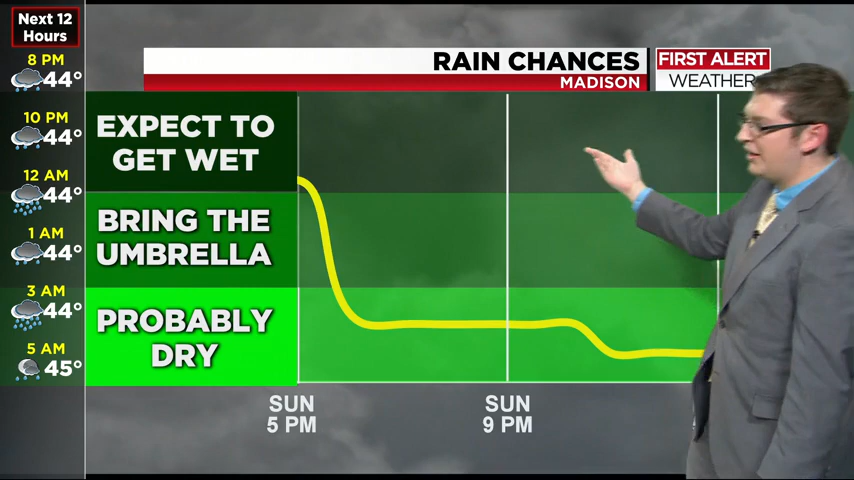 Next 12
Hours
8 PM
44°
10 PM
44°
12 AM
44°
1 AM
44°
3 AM
44°
5 AM
45°
RAIN CHANCES
MADISON
FIRST ALERT
WEATHER
EXPECT TO
GET WET
BRING THE
UMBRELLA
PROBABLY
DRY
SUN
5 PM
SUN
9 PM